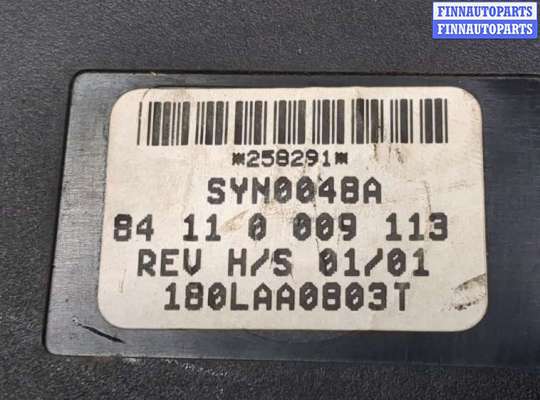 FINNAUTOPARTS
FINNAUTOPARTS
*258291*
SYN0048A
84 11 0 009 113
REV H/S 01/01
180LAA0803T